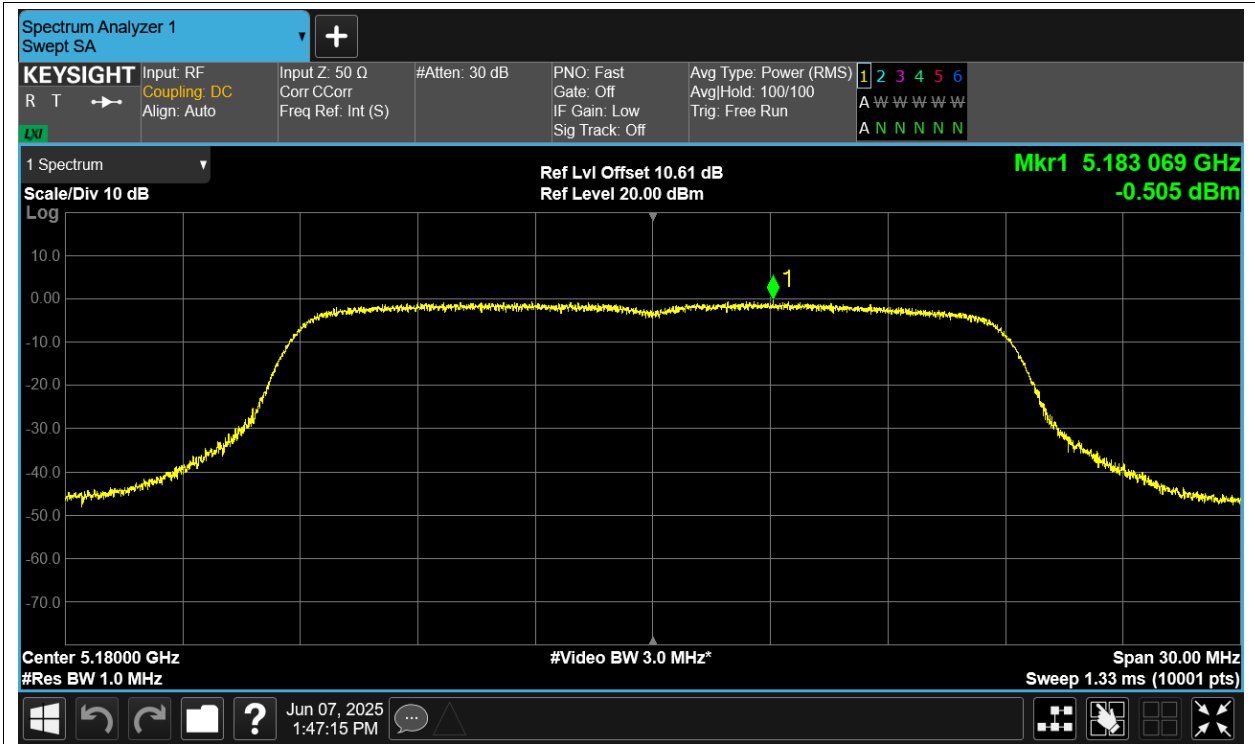 Spectrum Analyzer 1
Swept SA
KEYSIGHT
R T
LXI
Input: RF
Coupling: DC
Align: Auto
Input Z: 50 Ω
Corr CCorr
Freq Ref: Int (S)
#Atten: 30 dB
PNO: Fast
Gate: Off
IF Gain: Low
Sig Track: Off
Avg Type: Power (RMS)
Avg|Hold: 100/100
Trig: Free Run
1 2 3 4 5 6
A W W W W W
A N N N N N
1 Spectrum
Scale/Div 10 dB
Log
Ref Lvl Offset 10.61 dB
Ref Level 20.00 dBm
Mkr1 5.183 069 GHz
-0.505 dBm
10.0
0.00
-10.0
-20.0
-30.0
-40.0
-50.0
-60.0
-70.0
1
Center 5.18000 GHz
#Res BW 1.0 MHz
#Video BW 3.0 MHz*
Span 30.00 MHz
Sweep 1.33 ms (10001 pts)
?
Jun 07, 2025
1:47:15 PM